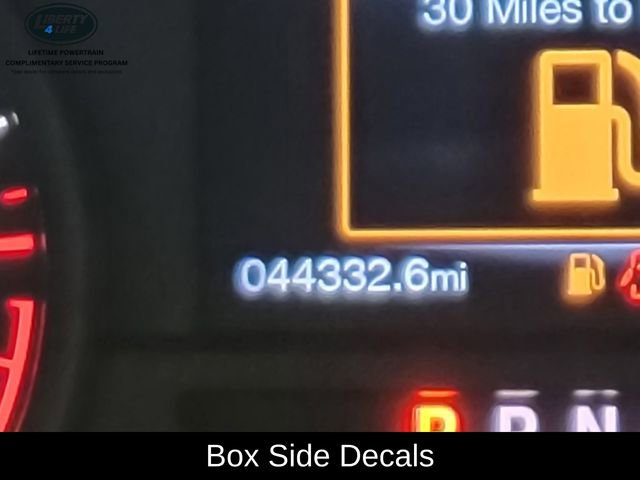 LIBERTY
4 LIFE
LIFETIME POWERTRAIN
COMPLIMENTARY SERVICE PROGRAM
30 Miles to
044332.6mi
P R N
Box Side Decals